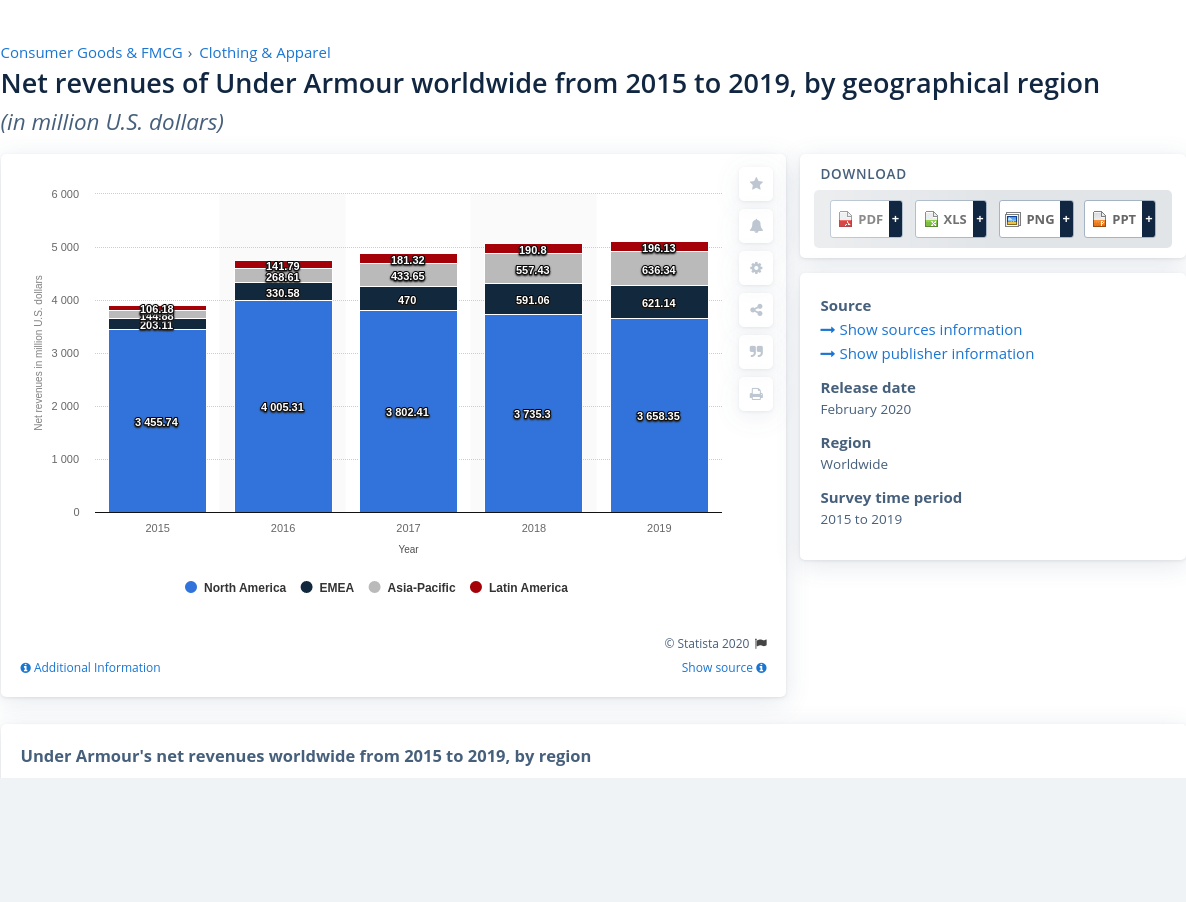 Consumer Goods & FMCG › Clothing & Apparel
Net revenues of Under Armour worldwide from 2015 to 2019, by geographical region
(in million U.S. dollars)
6 000
5 000
4 000
3 000
2 000
1 000
0
Net revenues in million U.S. dollars
106.18
144.88
203.11
3 455.74
141.79
268.61
330.58
4 005.31
181.32
433.65
470
3 802.41
190.8
557.43
591.06
3 735.3
196.13
636.34
621.14
3 658.35
2015 2016 2017 2018 2019
Year
North America EMEA Asia-Pacific Latin America
© Statista 2020
Additional Information Show source
DOWNLOAD
PDF + XLS + PNG + PPT +
Source
Show sources information
Show publisher information
Release date
February 2020
Region
Worldwide
Survey time period
2015 to 2019
Under Armour's net revenues worldwide from 2015 to 2019, by region